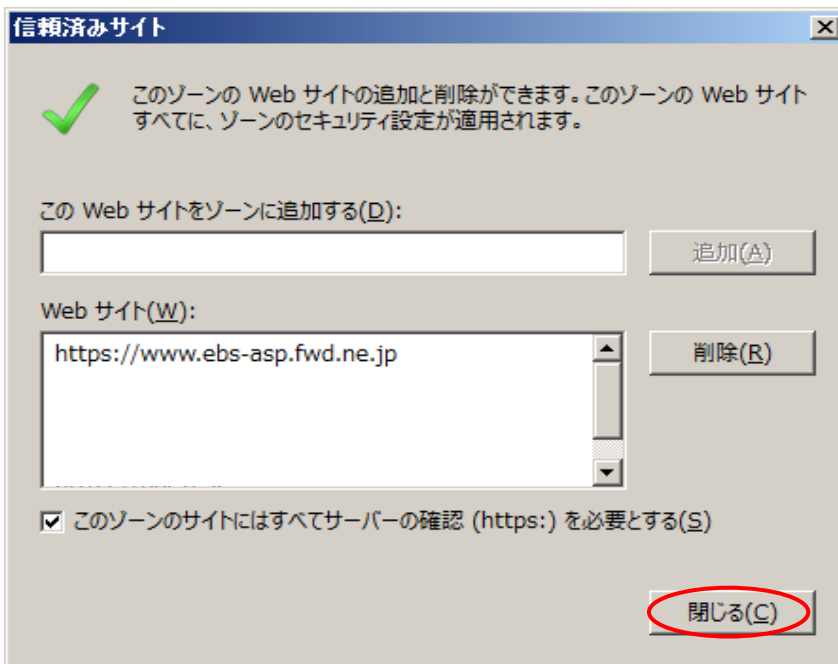 信頼済みサイト
このゾーンの Web サイトの追加と削除ができます。このゾーンの Web サイト
すべてに、ゾーンのセキュリティ設定が適用されます。
この Web サイトをゾーンに追加する(D):
追加(A)
Web サイト(W):
https://www.ebs-asp.fwd.ne.jp
削除(R)
このゾーンのサイトにはすべてサーバーの確認 (https:) を必要とする(S)
閉じる(C)